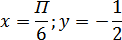 x = П/6; y = −1/2